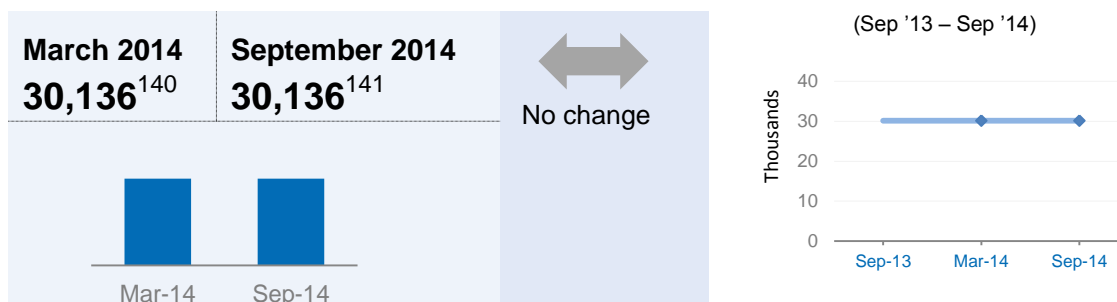 March 2014
30,136140
September 2014
30,136141
No change
Mar-14
Sep-14
(Sep ’13 – Sep ’14)
Thousands
40
30
20
10
0
Sep-13
Mar-14
Sep-14